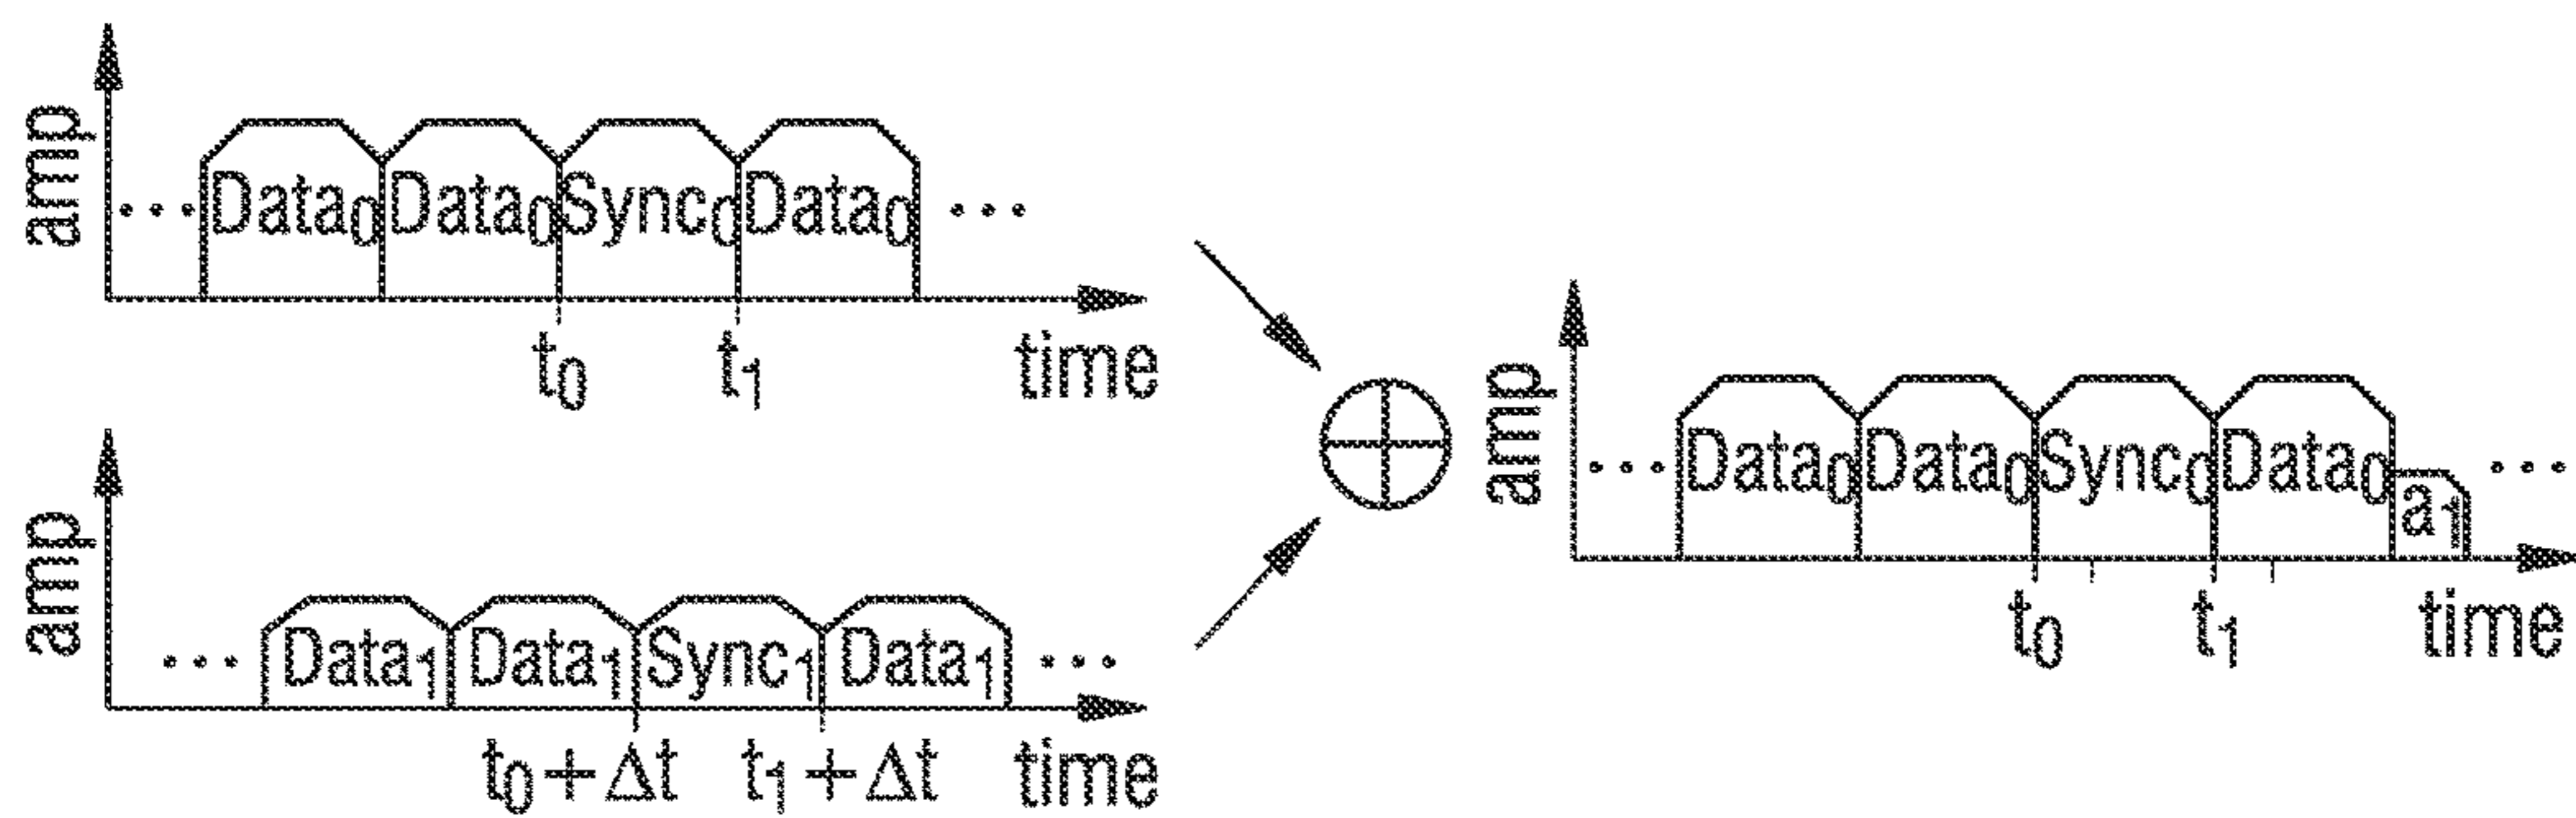 amp
... Data₀ Data₀ Sync₀ Data₀ ...
t₀ t₁ time
amp
... Data₁ Data₁ Sync₁ Data₁ ...
t₀+Δt t₁+Δt time
amp
... Data₀ Data₀ Sync₀ Data₀ a₁ ...
t₀ t₁ time